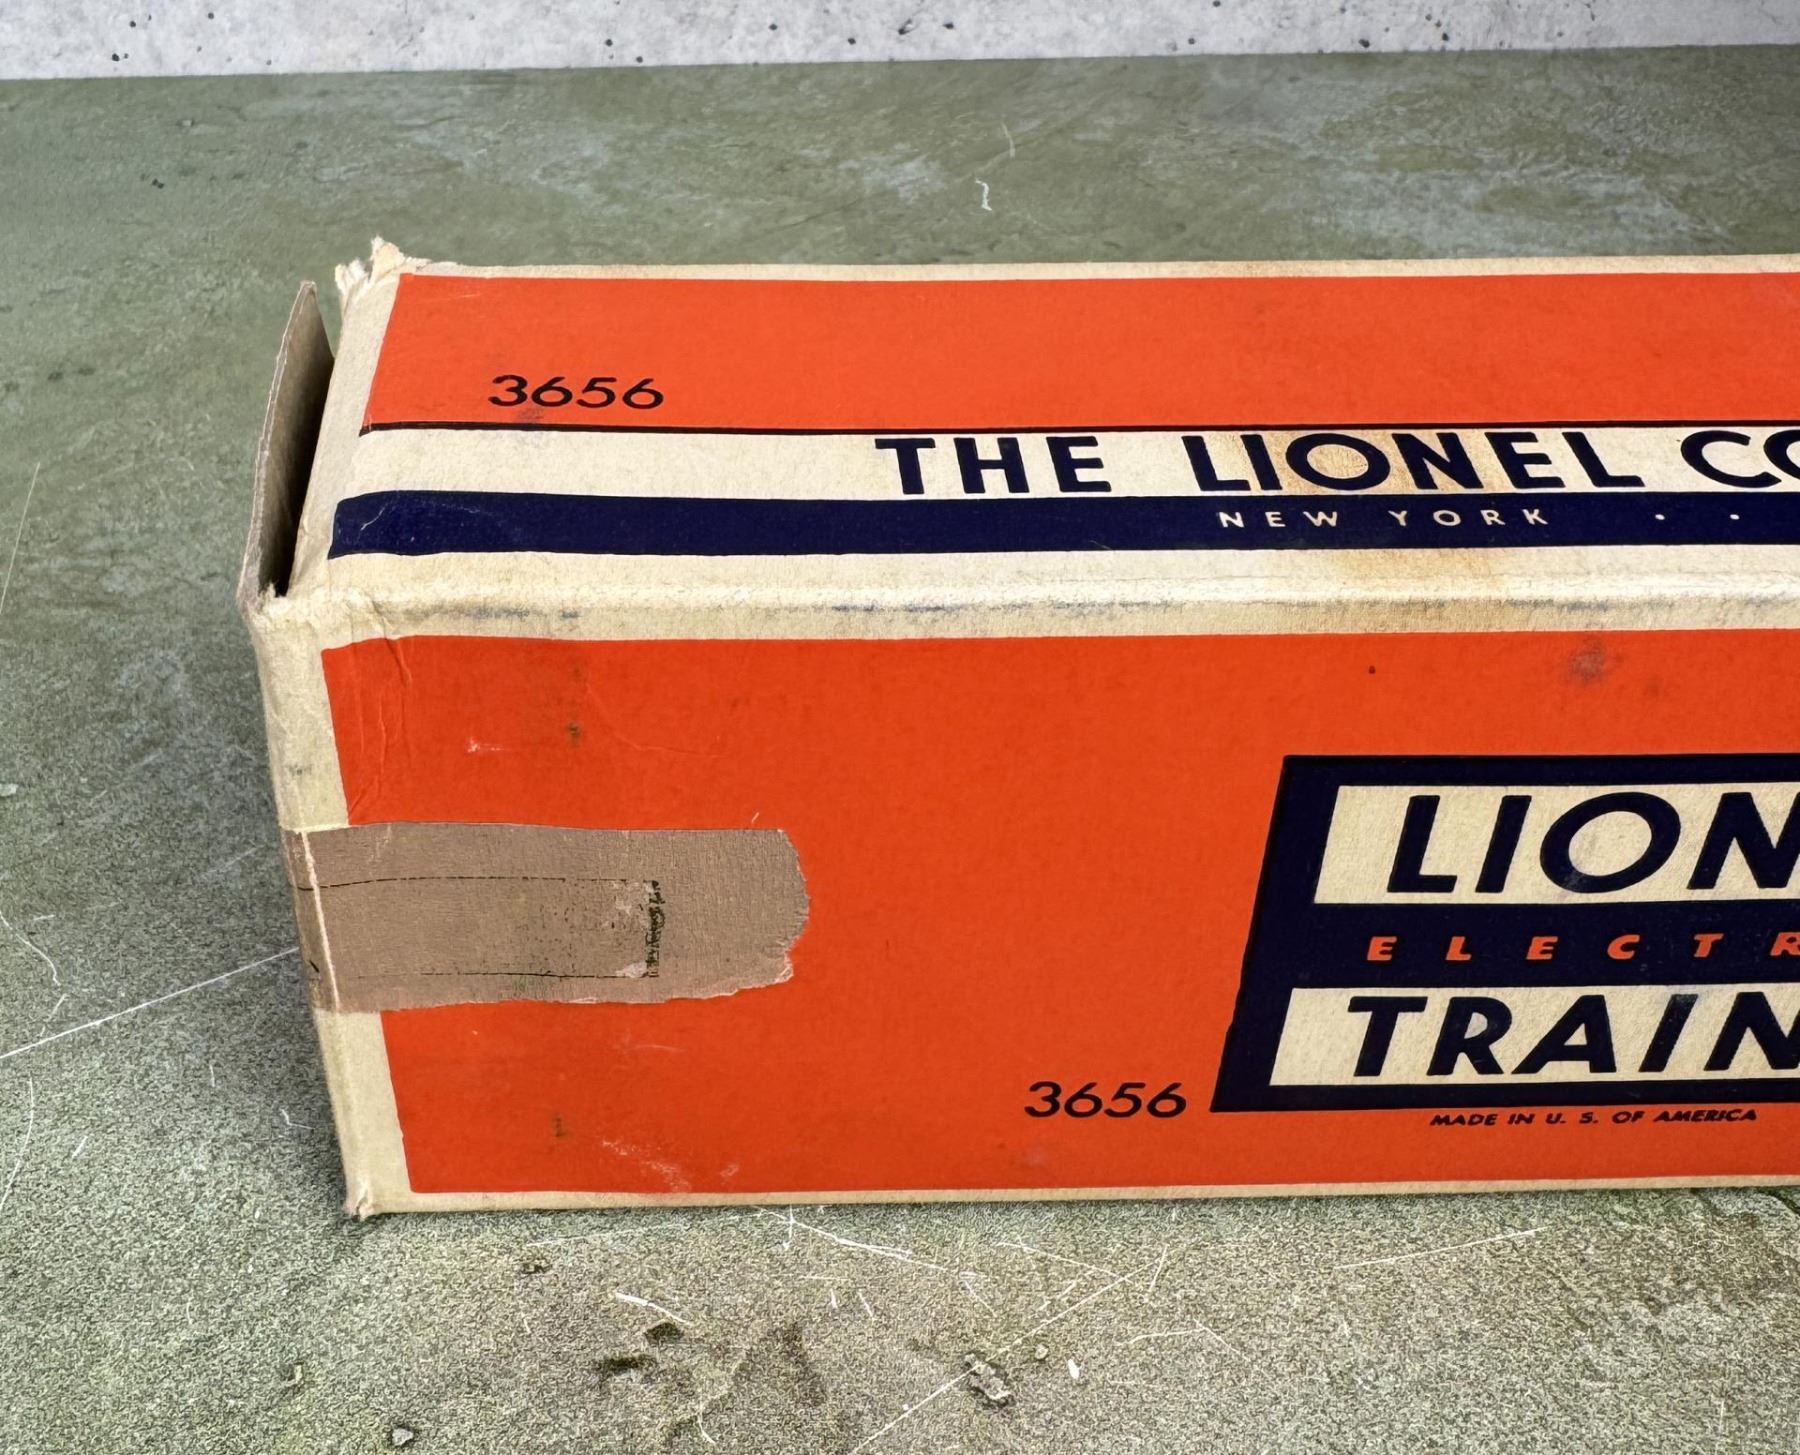 3656
THE LIONEL CO
NEW YORK . .
LION
ELECTR
TRAIN
3656
MADE IN U. S. OF AMERICA